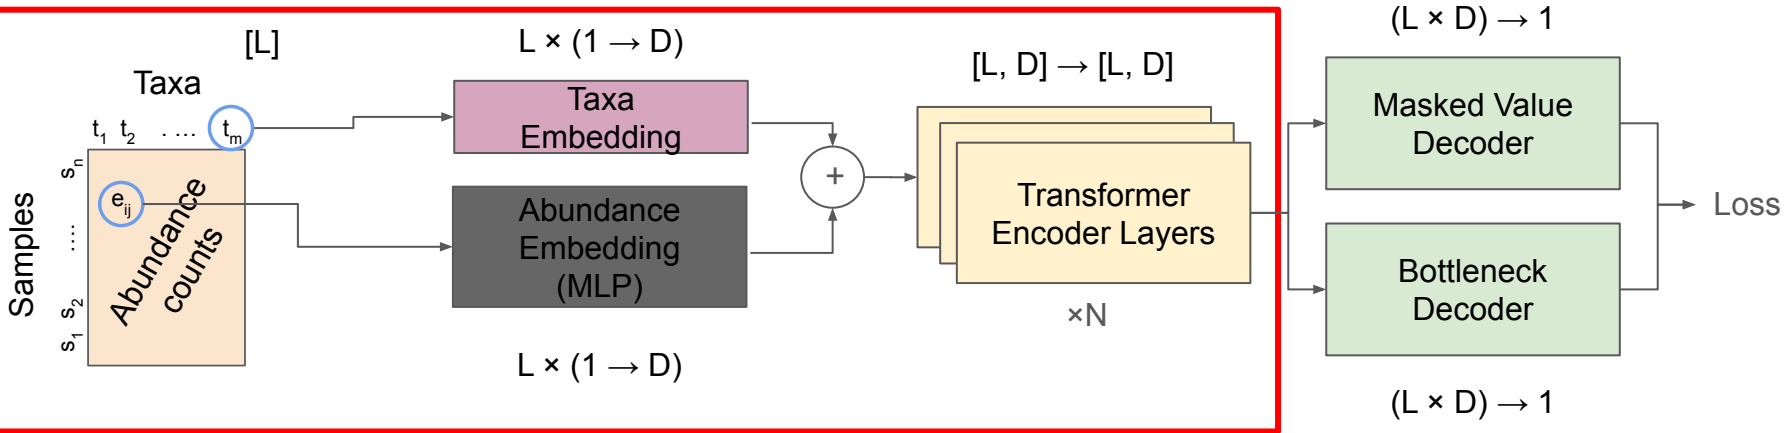 [L]
Taxa
t1 t2 . ... tm
Samples
s1 s2 .... sn
eij
Abundance
counts
L × (1 → D)
Taxa
Embedding
Abundance
Embedding
(MLP)
L × (1 → D)
+
[L, D] → [L, D]
Transformer
Encoder Layers
×N
(L × D) → 1
Masked Value
Decoder
Bottleneck
Decoder
(L × D) → 1
Loss